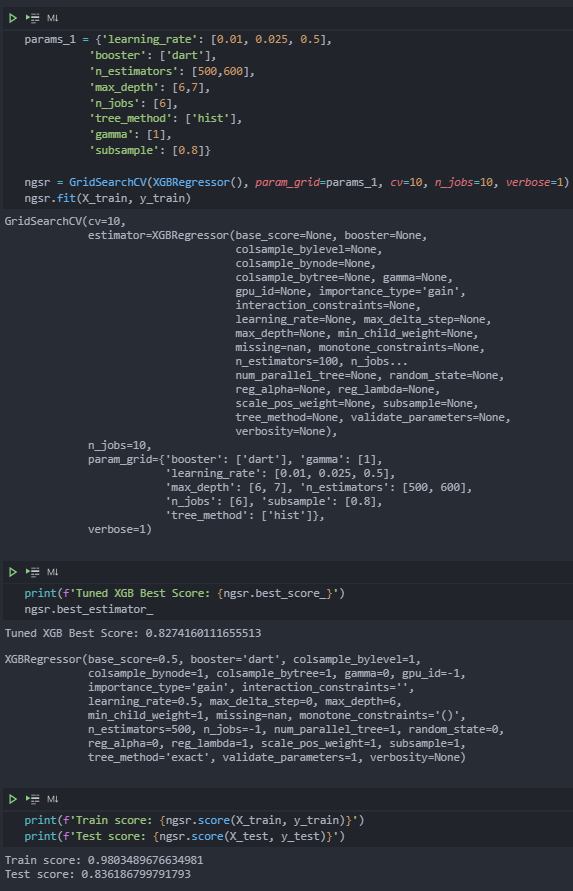 M↓
params_1 = {'learning_rate': [0.01, 0.025, 0.5],
'booster': ['dart'],
'n_estimators': [500,600],
'max_depth': [6,7],
'n_jobs': [6],
'tree_method': ['hist'],
'gamma': [1],
'subsample': [0.8]}
ngsr = GridSearchCV(XGBRegressor(), param_grid=params_1, cv=10, n_jobs=10, verbose=1)
ngsr.fit(X_train, y_train)
GridSearchCV(cv=10,
estimator=XGBRegressor(base_score=None, booster=None,
colsample_bylevel=None,
colsample_bynode=None,
colsample_bytree=None, gamma=None,
gpu_id=None, importance_type='gain',
interaction_constraints=None,
learning_rate=None, max_delta_step=None,
max_depth=None, min_child_weight=None,
missing=nan, monotone_constraints=None,
n_estimators=100, n_jobs...
num_parallel_tree=None, random_state=None,
reg_alpha=None, reg_lambda=None,
scale_pos_weight=None, subsample=None,
tree_method=None, validate_parameters=None,
verbosity=None),
n_jobs=10,
param_grid={'booster': ['dart'], 'gamma': [1],
'learning_rate': [0.01, 0.025, 0.5],
'max_depth': [6, 7], 'n_estimators': [500, 600],
'n_jobs': [6], 'subsample': [0.8],
'tree_method': ['hist']},
verbose=1)
M↓
print(f'Tuned XGB Best Score: {ngsr.best_score_}')
ngsr.best_estimator_
Tuned XGB Best Score: 0.8274160111655513
XGBRegressor(base_score=0.5, booster='dart', colsample_bylevel=1,
colsample_bynode=1, colsample_bytree=1, gamma=0, gpu_id=-1,
importance_type='gain', interaction_constraints='',
learning_rate=0.5, max_delta_step=0, max_depth=6,
min_child_weight=1, missing=nan, monotone_constraints='()',
n_estimators=500, n_jobs=-1, num_parallel_tree=1, random_state=0,
reg_alpha=0, reg_lambda=1, scale_pos_weight=1, subsample=1,
tree_method='exact', validate_parameters=1, verbosity=None)
M↓
print(f'Train score: {ngsr.score(X_train, y_train)}')
print(f'Test score: {ngsr.score(X_test, y_test)}')
Train score: 0.9803489676634981
Test score: 0.836186799791793